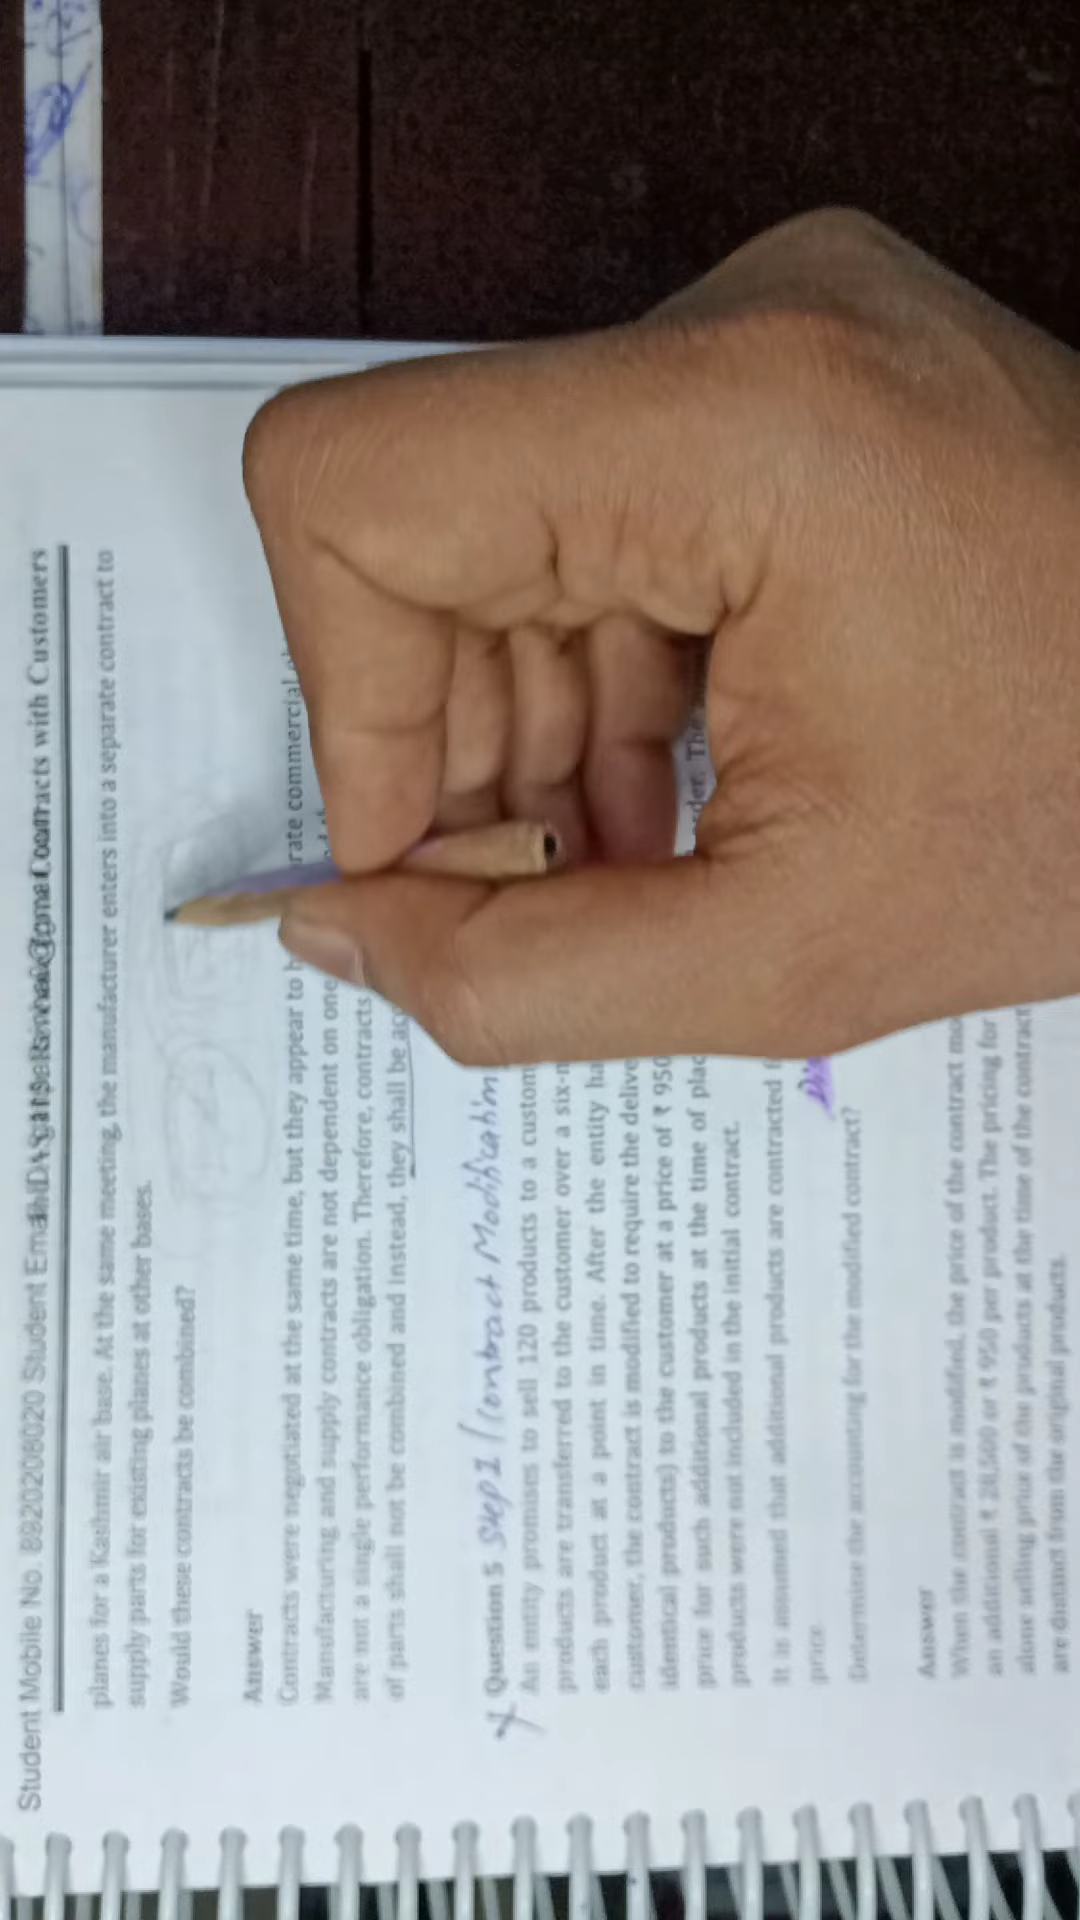 Student Mobile No. 8920208020 Student Email
Contracts with Customers
planes for a Kashmir air base. At the same meeting, the manufacturer enters into a separate contract to
supply parts for existing planes at other bases.
Would these contracts be combined?
Answer
Contracts were negotiated at the same time, but they appear to h rate commercial
Manufacturing and supply contracts are not dependent on one
are not a single performance obligation. Therefore, contracts
of parts shall not be combined and instead, they shall be acc
Question 5 Step 1 (Contract Modification
An entity promises to sell 120 products to a custom
products are transferred to the customer over a six-m order. The
each product at a point in time. After the entity ha
customer, the contract is modified to require the delive
identical products) to the customer at a price of ₹ 950
price for such additional products at the time of plac
products were not included in the initial contract.
It is assumed that additional products are contracted f
price
Determine the accounting for the modified contract?
Answer
When the contract is modified, the price of the contract mo
an additional ₹ 28,500 or ₹ 950 per product. The pricing for
alone selling price of the products at the time of the contract
are distinct from the original products.